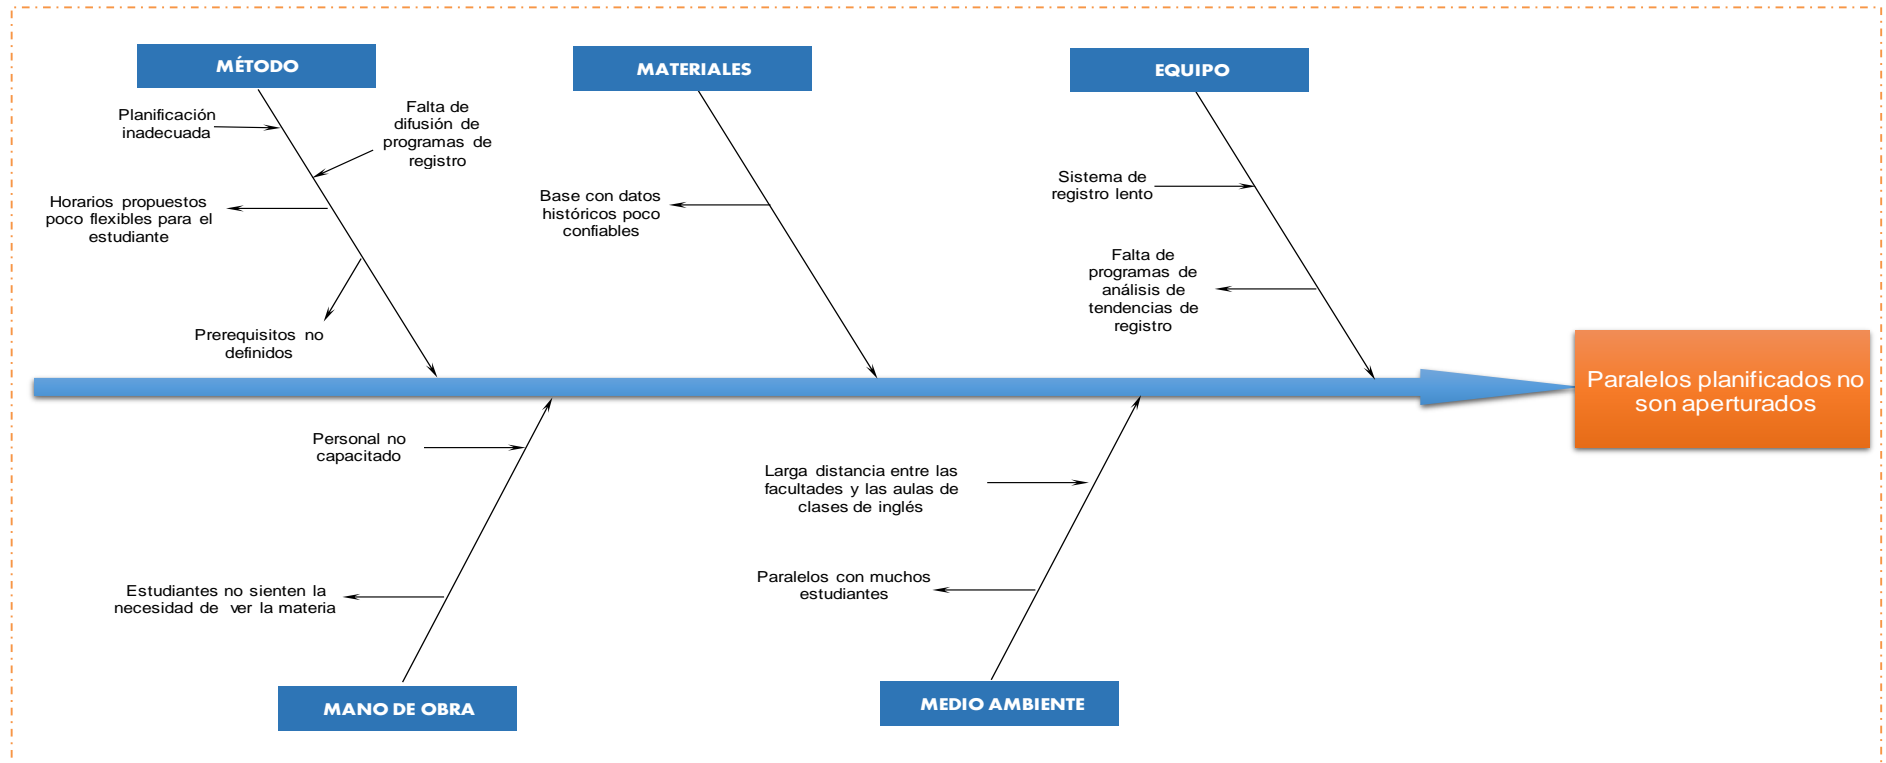 MÉTODO
MATERIALES
EQUIPO
Planificación
inadecuada
Falta de
difusión de
programas de
registro
Horarios propuestos
poco flexibles para el
estudiante
Prerequisitos no
definidos
Base con datos
históricos poco
confiables
Sistema de
registro lento
Falta de
programas de
análisis de
tendencias de
registro
Paralelos planificados no
son aperturados
Personal no
capacitado
Estudiantes no sienten la
necesidad de ver la materia
Larga distancia entre las
facultades y las aulas de
clases de inglés
Paralelos con muchos
estudiantes
MANO DE OBRA
MEDIO AMBIENTE